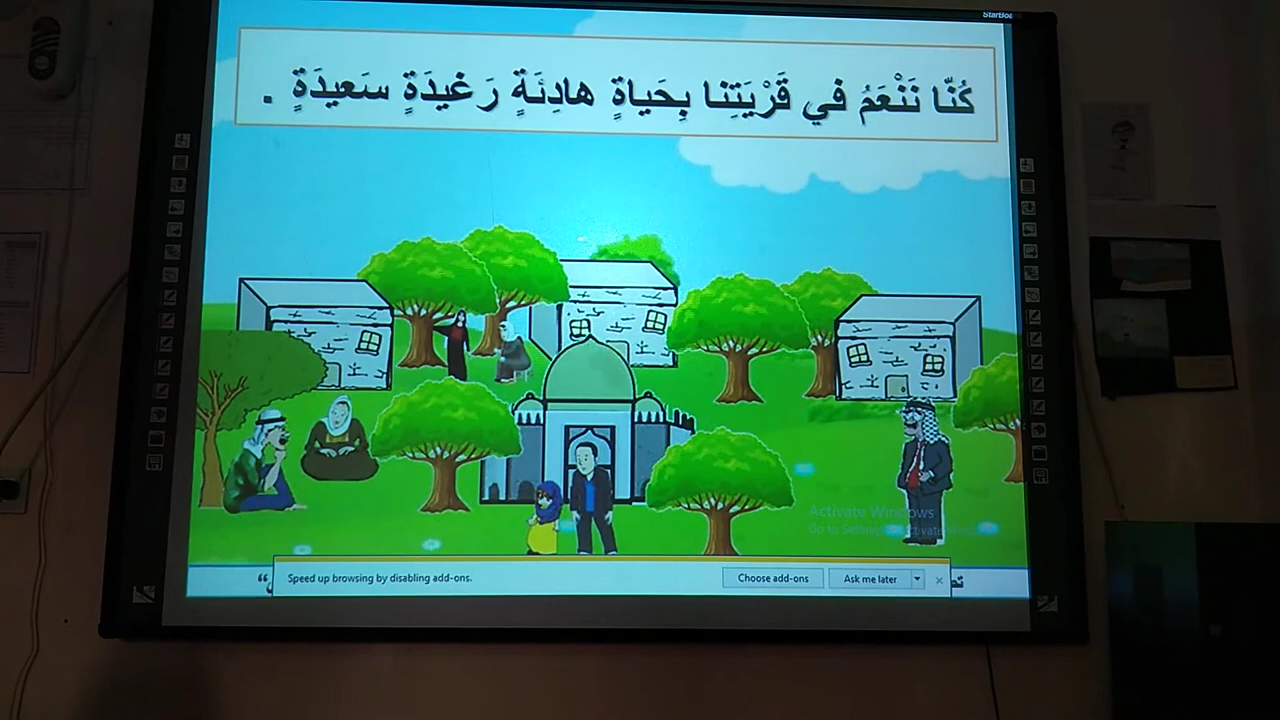 StarBoa
كُنّا نَنْعَمُ في قَرْيَتِنا بِحَياةٍ هادِئَةٍ رَغيدَةٍ سَعيدَةٍ .
Activate Windows
Speed up browsing by disabling add-ons.
Choose add-ons
Ask me later